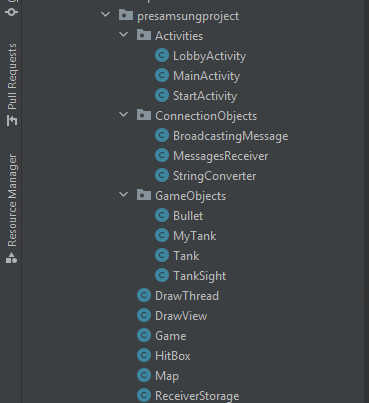 presamsungproject
Activities
LobbyActivity
MainActivity
StartActivity
ConnectionObjects
BroadcastingMessage
MessagesReceiver
StringConverter
GameObjects
Bullet
MyTank
Tank
TankSight
DrawThread
DrawView
Game
HitBox
Map
ReceiverStorage
Pull Requests
Resource Manager